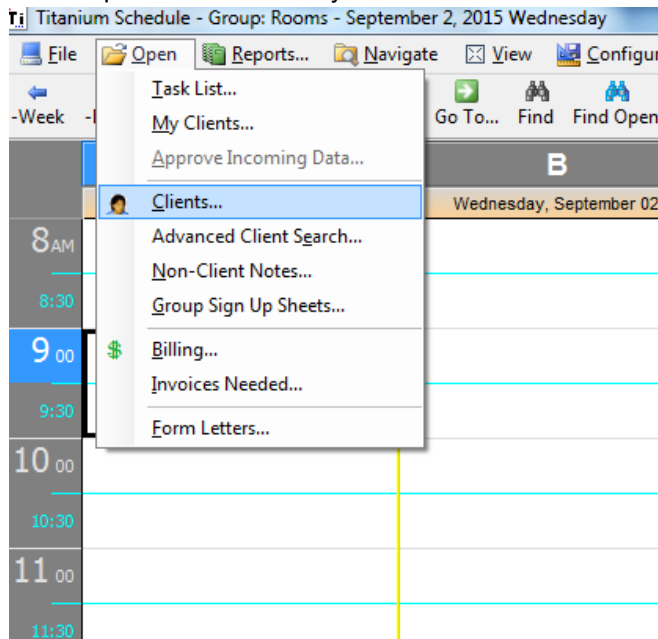 Ti Titanium Schedule - Group: Rooms - September 2, 2015 Wednesday
File Open Reports... Navigate View Configur
-Week Go To... Find Find Open
Task List...
My Clients...
Approve Incoming Data...
Clients...
Advanced Client Search...
Non-Client Notes...
Group Sign Up Sheets...
Billing...
Invoices Needed...
Form Letters...
B
Wednesday, September 02
8 AM
8:30
9 00
9:30
10 00
10:30
11 00
11:30